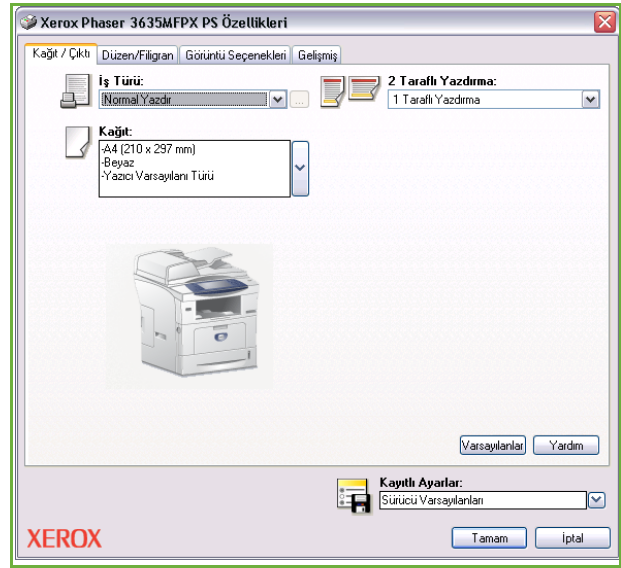 Xerox Phaser 3635MFPX PS Özellikleri
Kağıt / Çıktı Düzen/Filigran Görüntü Seçenekleri Gelişmiş
İş Türü:
Normal Yazdır
...
2 Taraflı Yazdırma:
1 Taraflı Yazdırma
Kağıt:
-A4 (210 x 297 mm)
-Beyaz
-Yazıcı Varsayılanı Türü
Varsayılanlar Yardım
Kayıtlı Ayarlar:
Sürücü Varsayılanları
XEROX
Tamam İptal